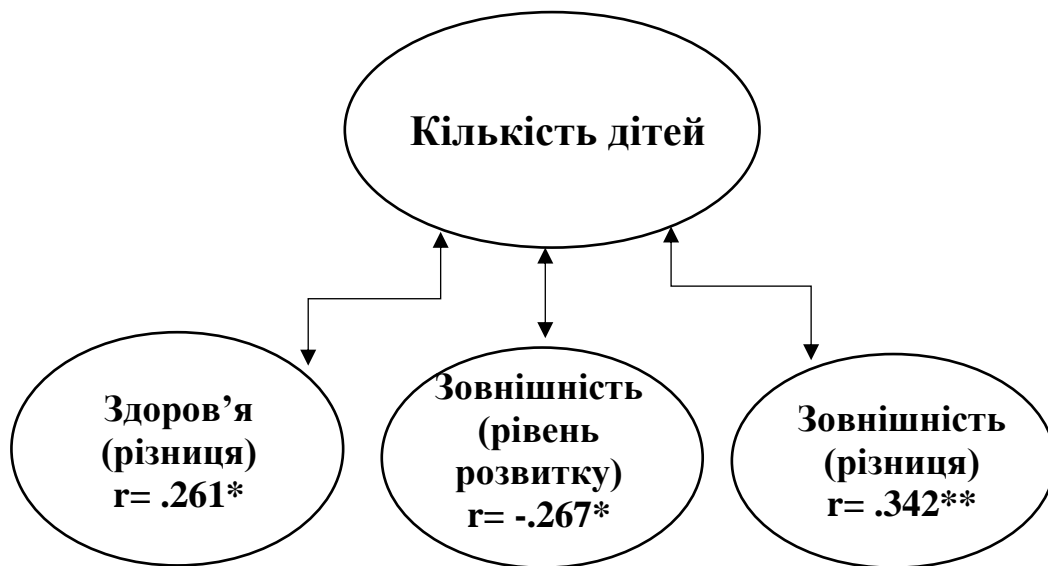 Кількість дітей
Здоров’я
(різниця)
r= .261*
Зовнішність
(рівень
розвитку)
r= -.267*
Зовнішність
(різниця)
r= .342**